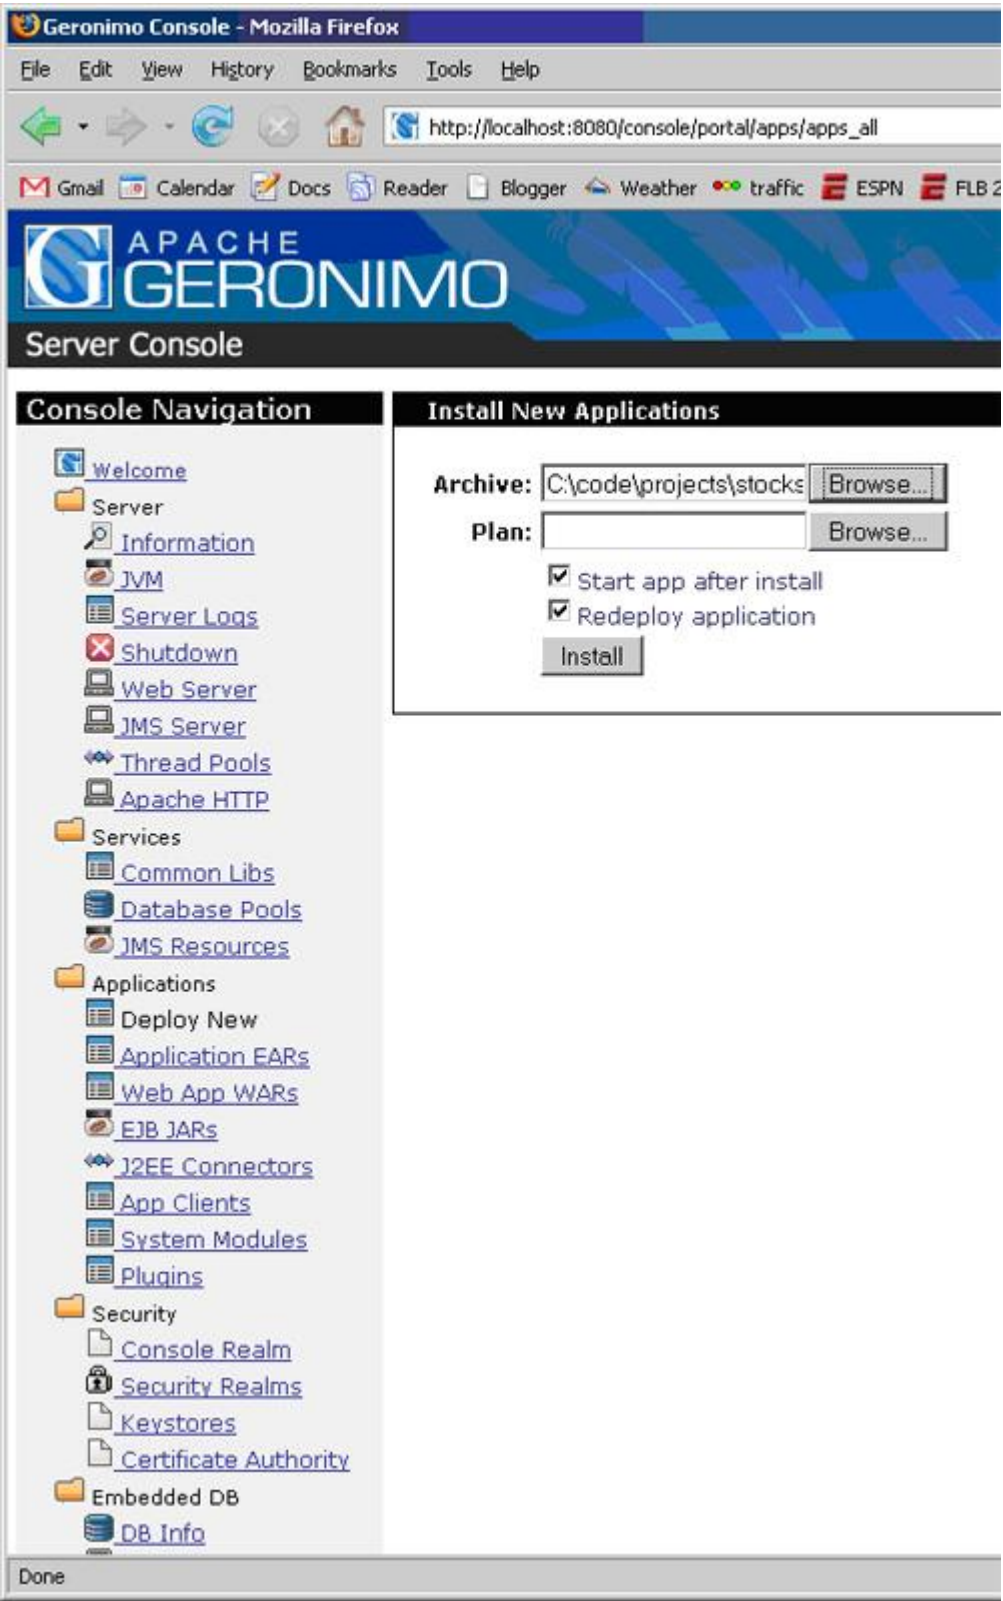 Geronimo Console - Mozilla Firefox
File Edit View History Bookmarks Tools Help
http://localhost:8080/console/portal/apps/apps_all
Gmail Calendar Docs Reader Blogger Weather traffic ESPN FLB 2
APACHE
GERONIMO
Server Console
Console Navigation
Welcome
Server
Information
JVM
Server Logs
Shutdown
Web Server
JMS Server
Thread Pools
Apache HTTP
Services
Common Libs
Database Pools
JMS Resources
Applications
Deploy New
Application EARs
Web App WARs
EJB JARs
J2EE Connectors
App Clients
System Modules
Plugins
Security
Console Realm
Security Realms
Keystores
Certificate Authority
Embedded DB
DB Info
Install New Applications
Archive: C:\code\projects\stocks Browse...
Plan: Browse...
Start app after install
Redeploy application
Install
Done